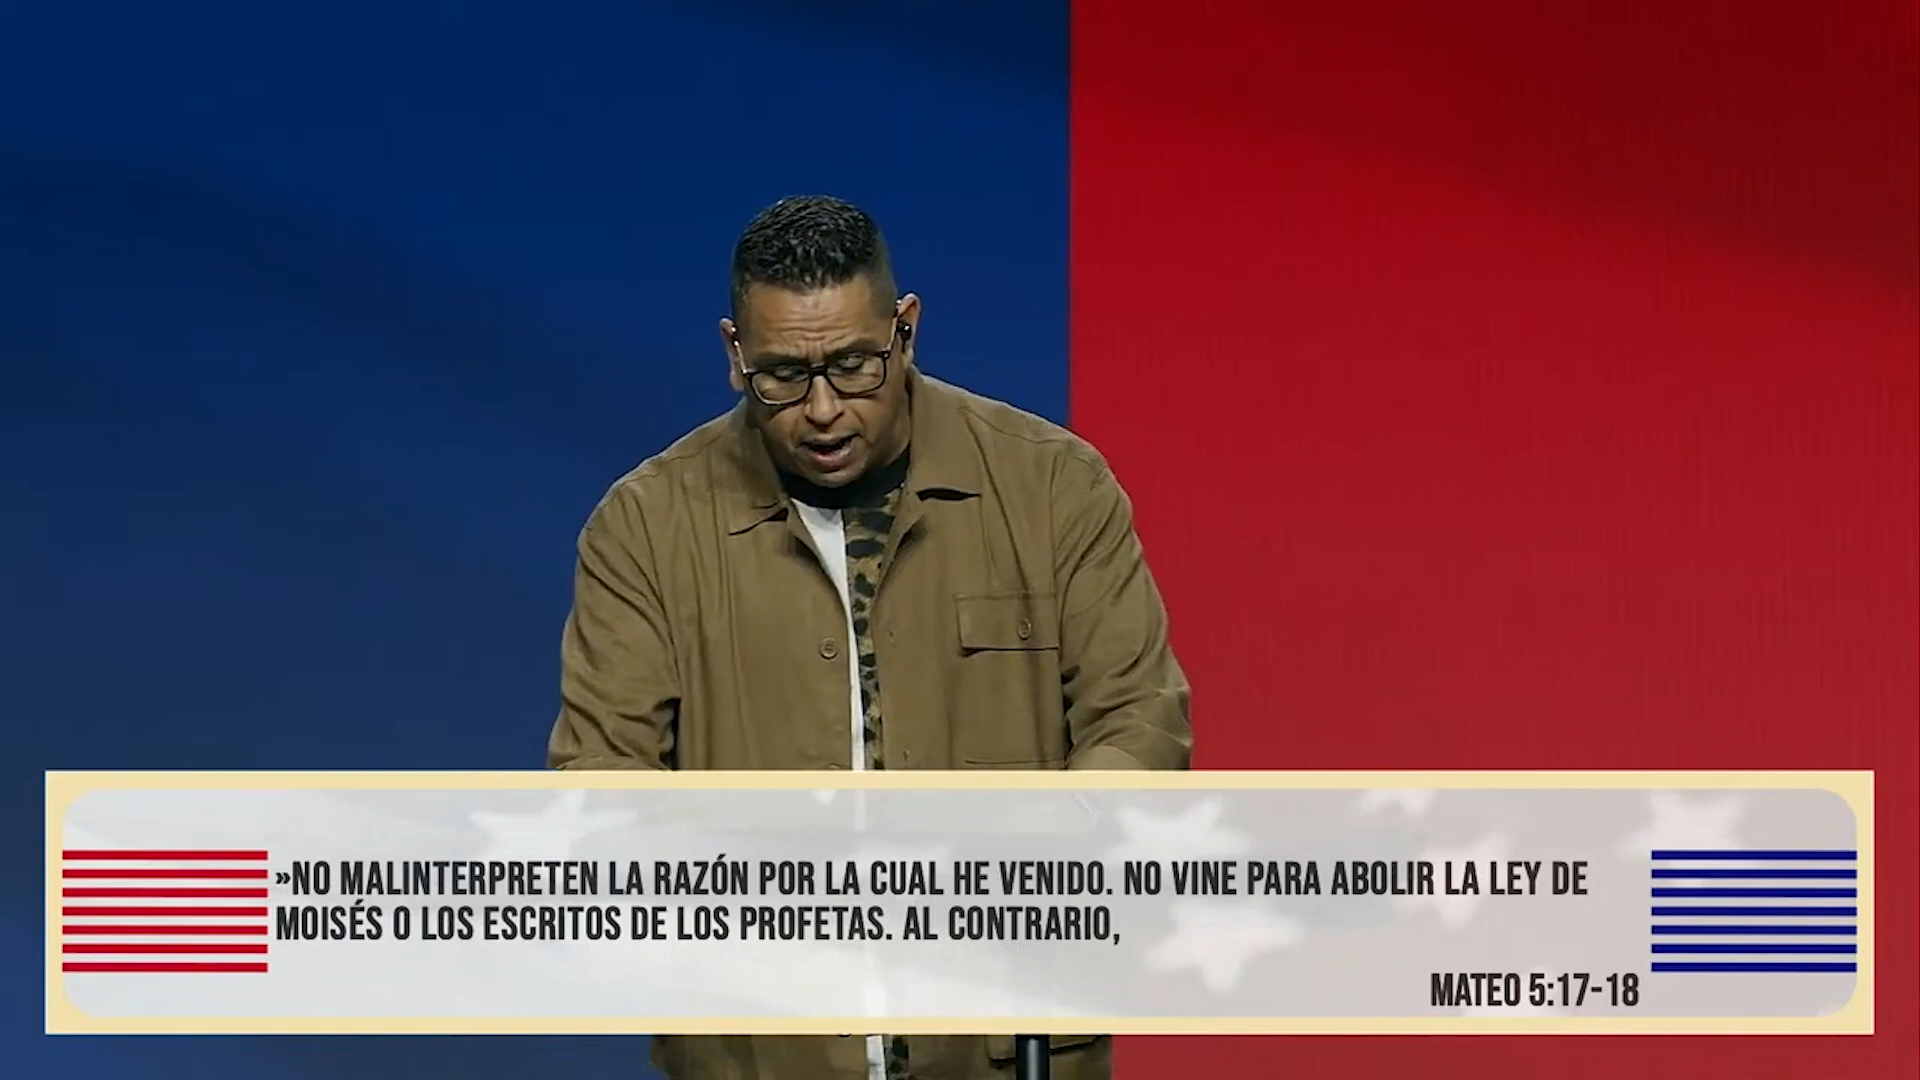 »NO MALINTERPRETEN LA RAZÓN POR LA CUAL HE VENIDO. NO VINE PARA ABOLIR LA LEY DE
MOISÉS O LOS ESCRITOS DE LOS PROFETAS. AL CONTRARIO,
MATEO 5:17-18